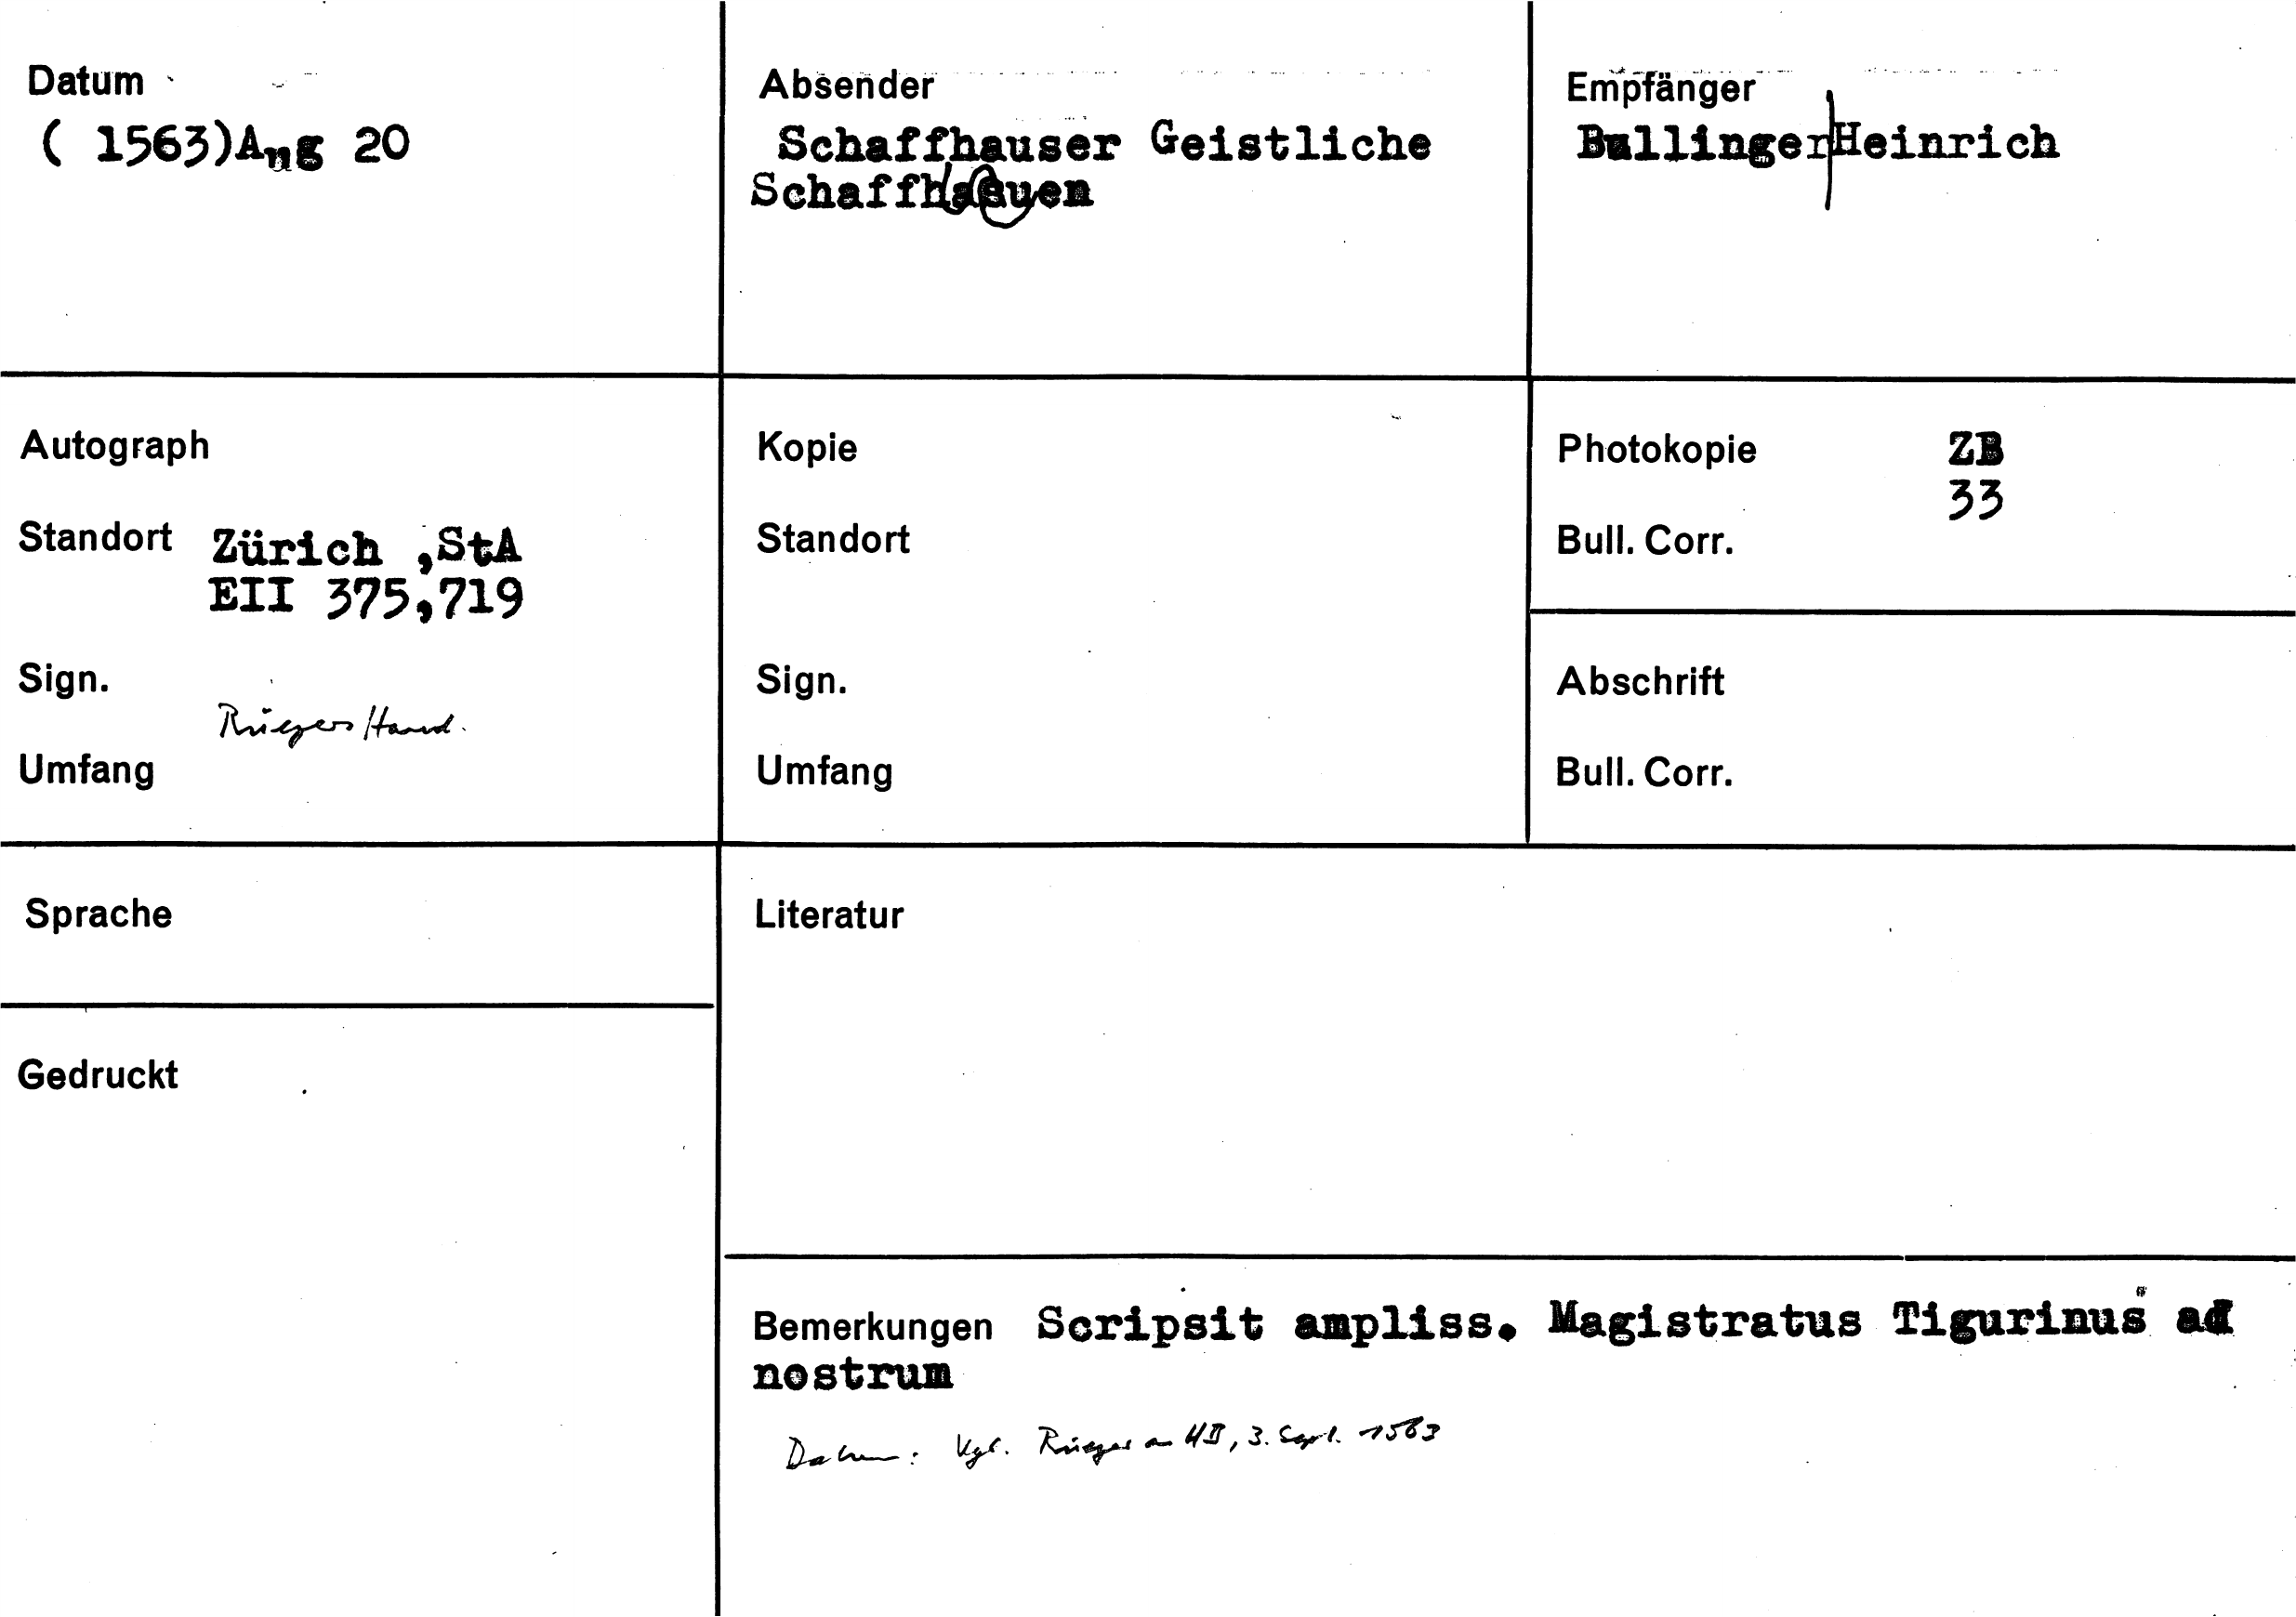 Datum
( 1563)Aug 20
Absender
Schaffhauser Geistliche
Schaffhasuen
Empfänger
Bullinger Heinrich
Autograph
Standort Zürich ,StA
EII 375,719
Sign.
Rüegers Hand.
Umfang
Kopie
Standort
Sign.
Umfang
Photokopie ZB
33
Bull. Corr.
Abschrift
Bull. Corr.
Sprache
Gedruckt
Literatur
Bemerkungen Scripsit ampliss. Magistratus Tigurinus ad
nostrum
Datum: Vgl. Rüeger an HB, 3. Sept. 1563